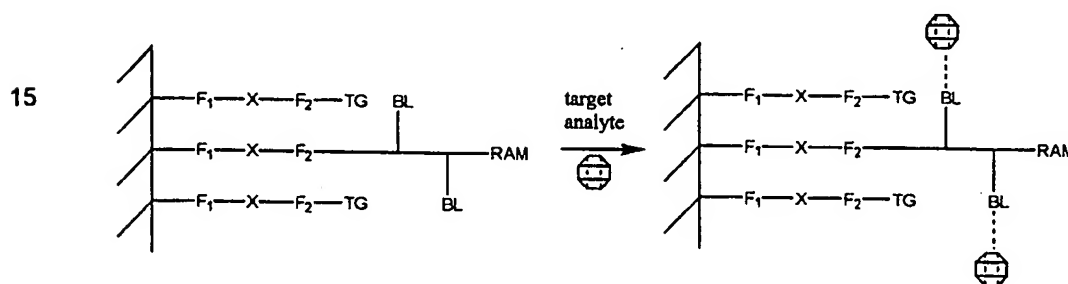 15
F₁—X—F₂—TG
BL
F₁—X—F₂
RAM
F₁—X—F₂—TG
BL
target
analyte
F₁—X—F₂—TG
BL
F₁—X—F₂
RAM
F₁—X—F₂—TG
BL